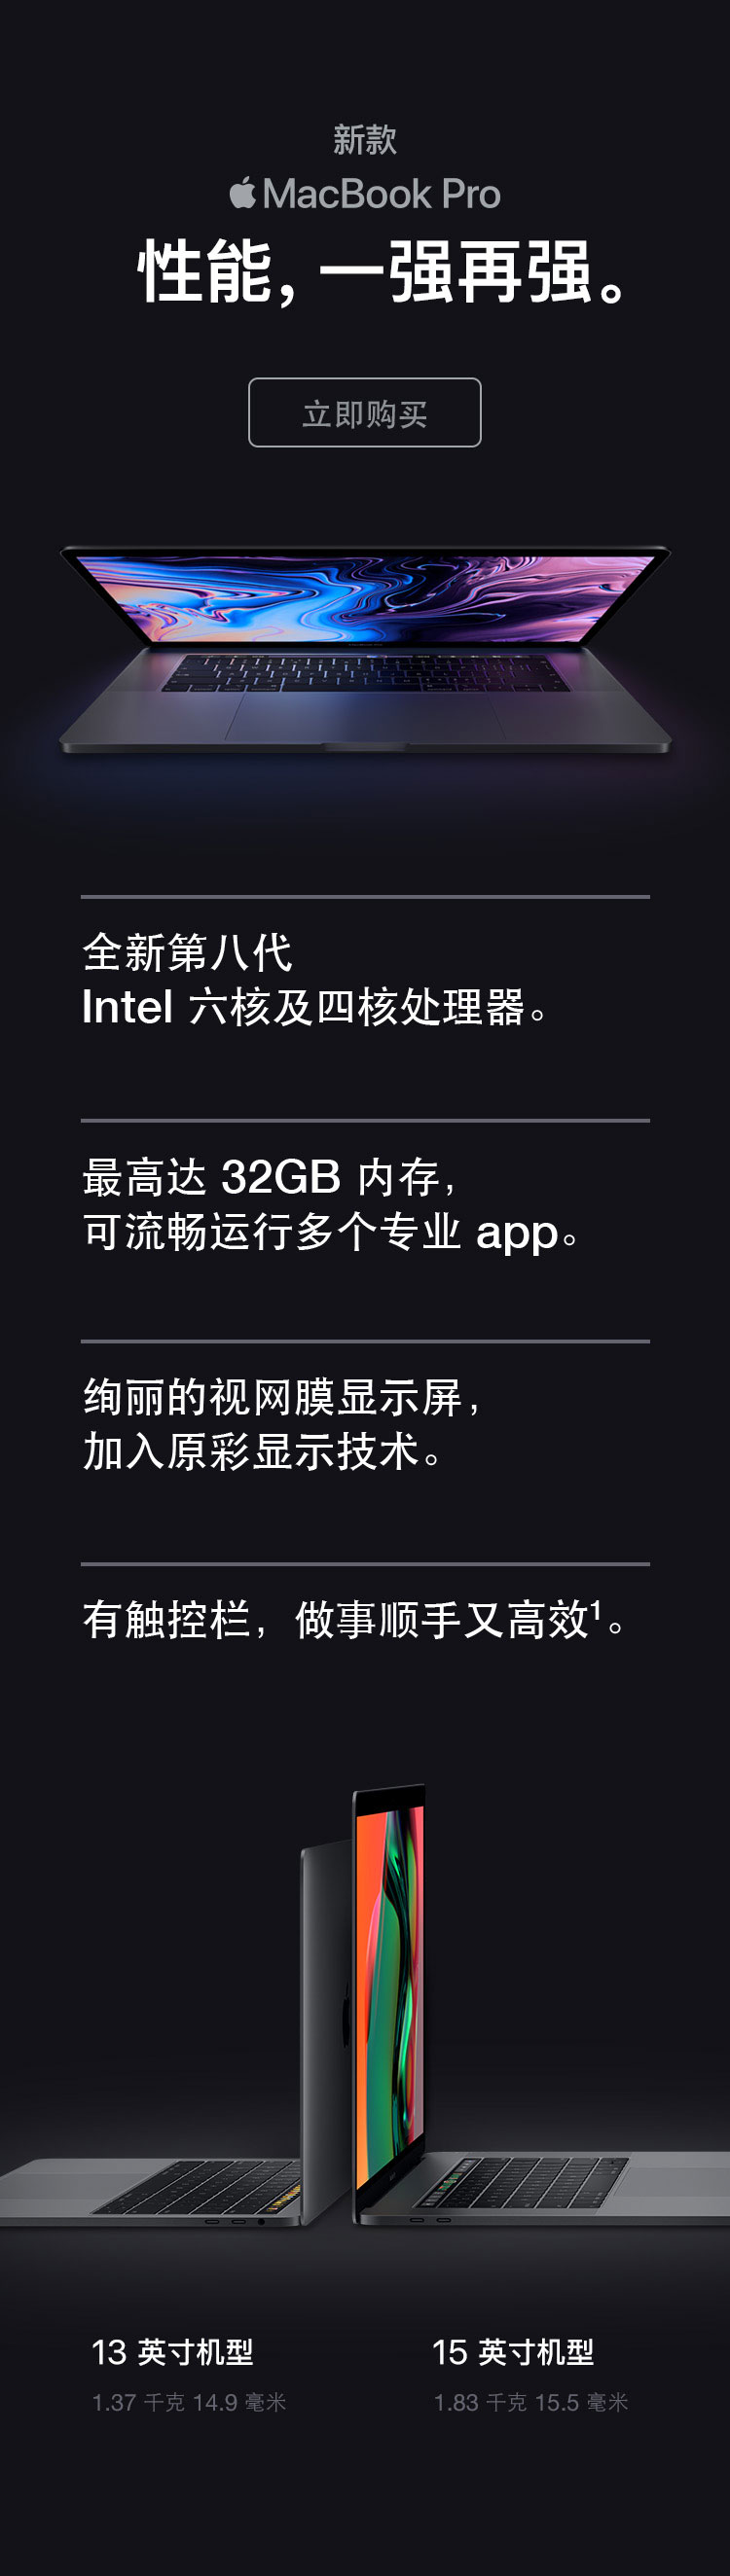 新款
MacBook Pro
性能，一强再强。
立即购买
全新第八代
Intel 六核及四核处理器。
最高达 32GB 内存，
可流畅运行多个专业 app。
绚丽的视网膜显示屏，
加入原彩显示技术。
有触控栏，做事顺手又高效¹。
13 英寸机型
15 英寸机型
1.37 千克 14.9 毫米
1.83 千克 15.5 毫米